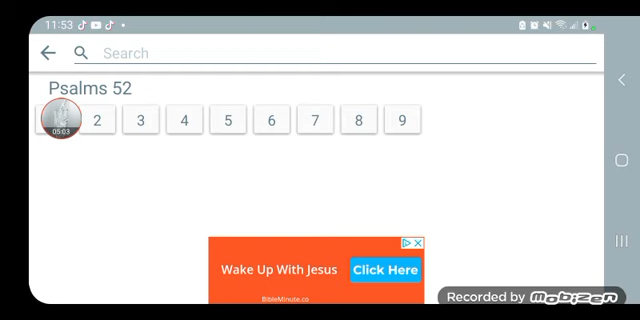 11:53
Search
Psalms 52
05:03
2 3 4 5 6 7 8 9
Wake Up With Jesus
Click Here
BibleMinute.co
Recorded by MOBIZEN